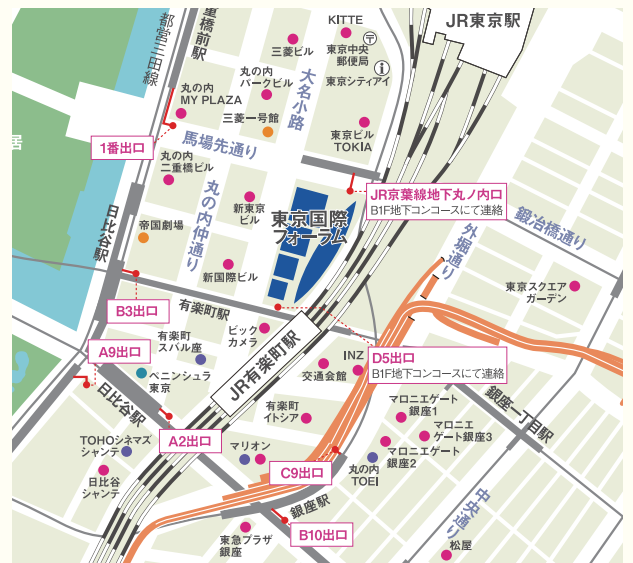 重橋前駅
都営三田線
KITTE
JR東京駅
三菱ビル
東京中央
郵便局
〒
i
東京シティアイ
丸の内
パークビル
大名小路
丸の内
MY PLAZA
三菱一号館
東京ビル
TOKIA
1番出口
馬場先通り
居
丸の内
二重橋ビル
丸の内仲通り
新東京
ビル
JR京葉線地下丸ノ内口
B1F地下コンコースにて連絡
東京国際
フォーラム
鍛冶橋通り
外堀通り
日比谷駅
帝国劇場
新国際ビル
東京スクエア
ガーデン
B3出口
有楽町駅
ビック
カメラ
A9出口
有楽町
スバル座
JR有楽町駅
INZ
交通会館
D5出口
B1F地下コンコースにて連絡
ペニンシュラ
東京
日比谷駅
有楽町
イトシア
マロニエゲート
銀座1
マロニエ
ゲート銀座3
マロニエゲート
銀座2
銀座一丁目駅
TOHOシネマズ
シャンテ
A2出口
マリオン
丸の内
TOEI
C9出口
日比谷
シャンテ
銀座駅
中央通り
東急プラザ
銀座
B10出口
松屋